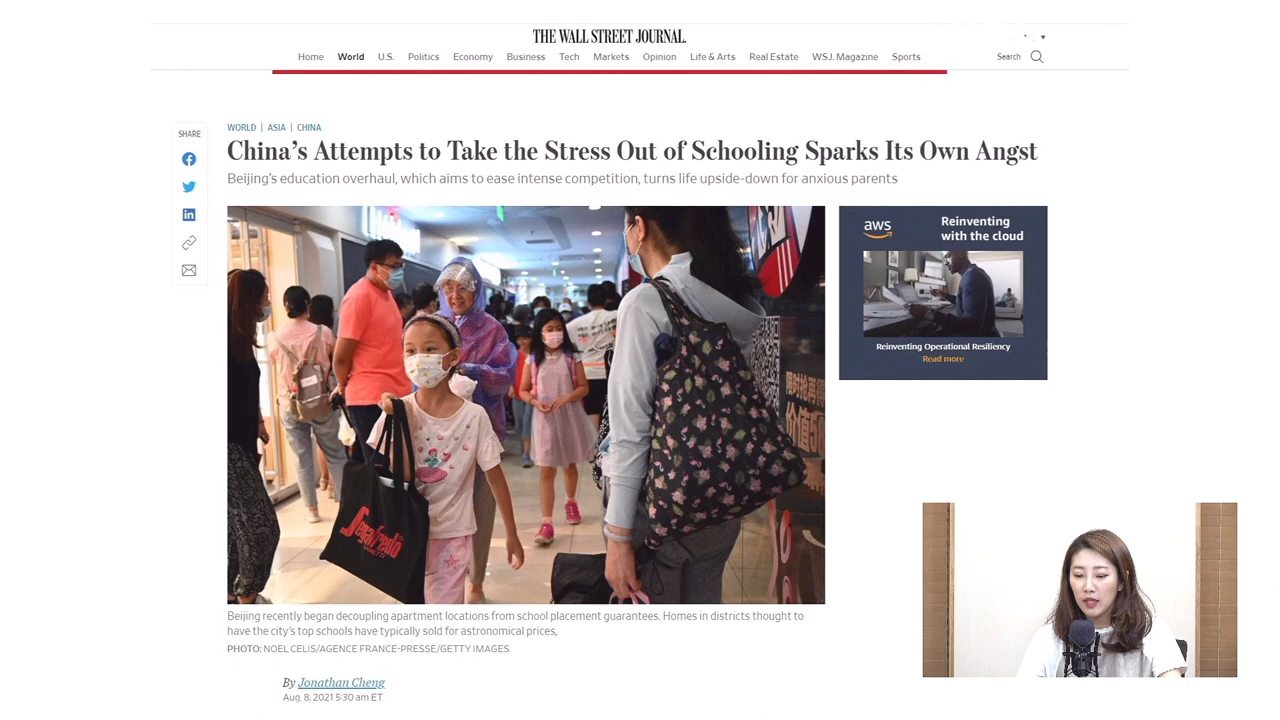 THE WALL STREET JOURNAL.
Home World U.S. Politics Economy Business Tech Markets Opinion Life & Arts Real Estate WSJ. Magazine Sports Search
SHARE
WORLD | ASIA | CHINA
China's Attempts to Take the Stress Out of Schooling Sparks Its Own Angst
Beijing's education overhaul, which aims to ease intense competition, turns life upside-down for anxious parents
aws
Reinventing
with the cloud
Reinventing Operational Resiliency
Read more
Segafredo
Beijing recently began decoupling apartment locations from school placement guarantees. Homes in districts thought to
have the city's top schools have typically sold for astronomical prices,
PHOTO: NOEL CELIS/AGENCE FRANCE-PRESSE/GETTY IMAGES
By Jonathan Cheng
Aug. 8, 2021 5:30 am ET